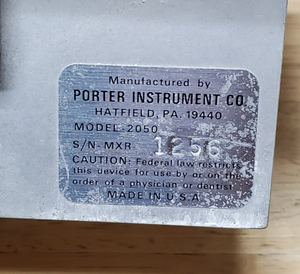 Manufactured by
PORTER INSTRUMENT CO.
HATFIELD, PA. 19440
MODEL-2050
S/N-MXR 1256
CAUTION: Federal law restricts
this device for use by or on the
order of a physician or dentist
MADE IN U.S.A